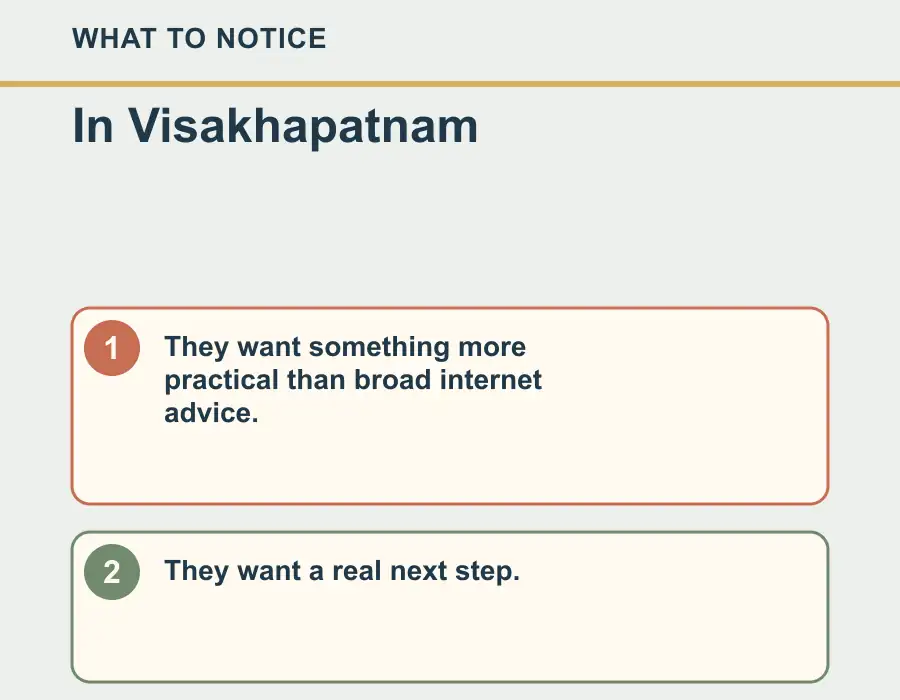 WHAT TO NOTICE
In Visakhapatnam
1
They want something more
practical than broad internet
advice.
2
They want a real next step.